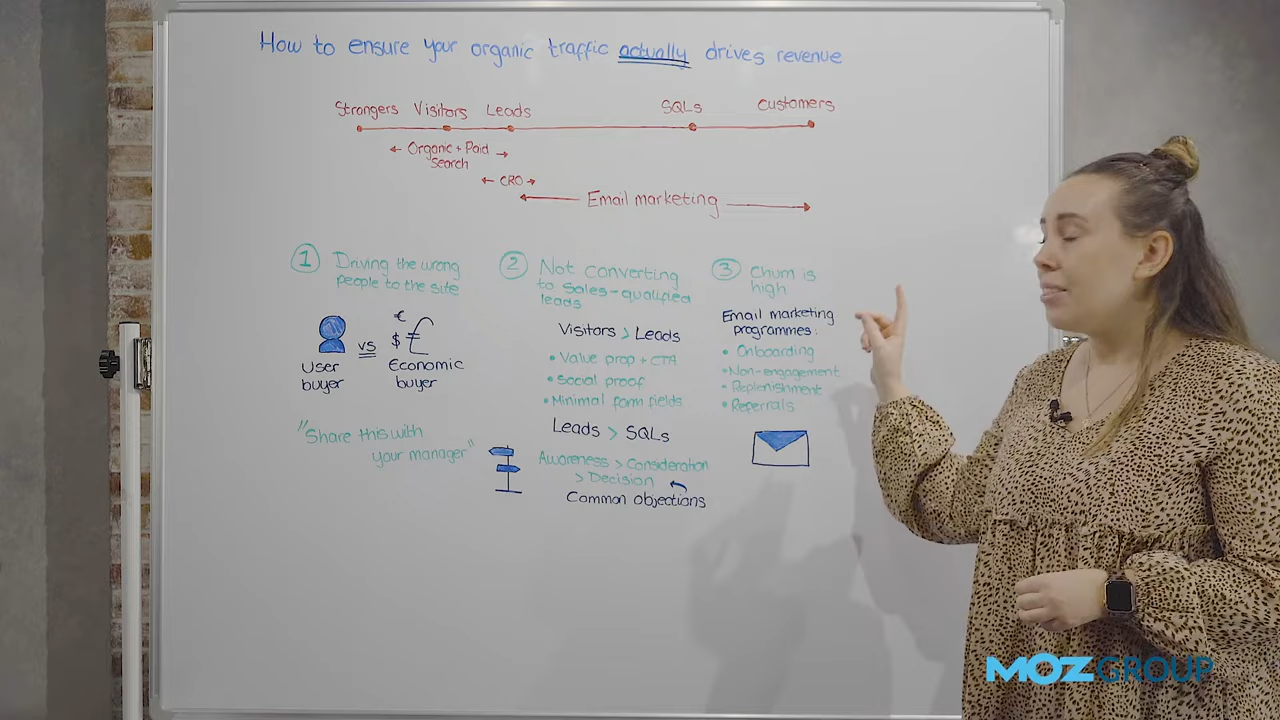 How to ensure your organic traffic actually drives revenue
Strangers Visitors Leads SQLs Customers
← Organic + Paid →
Search
← CRO →
← Email marketing →
1 Driving the wrong
people to the site
€
$ £
vs
User
buyer
Economic
buyer
"Share this with
your manager"
2 Not converting
to sales-qualified
leads
Visitors > Leads
• Value prop + CTA
• Social proof
• Minimal form fields
Leads > SQLs
Awareness > Consideration
> Decision
Common objections
3 Churn is
high
Email marketing
programmes:
• Onboarding
• Non-engagement
• Replenishment
• Referrals
MOZGROUP